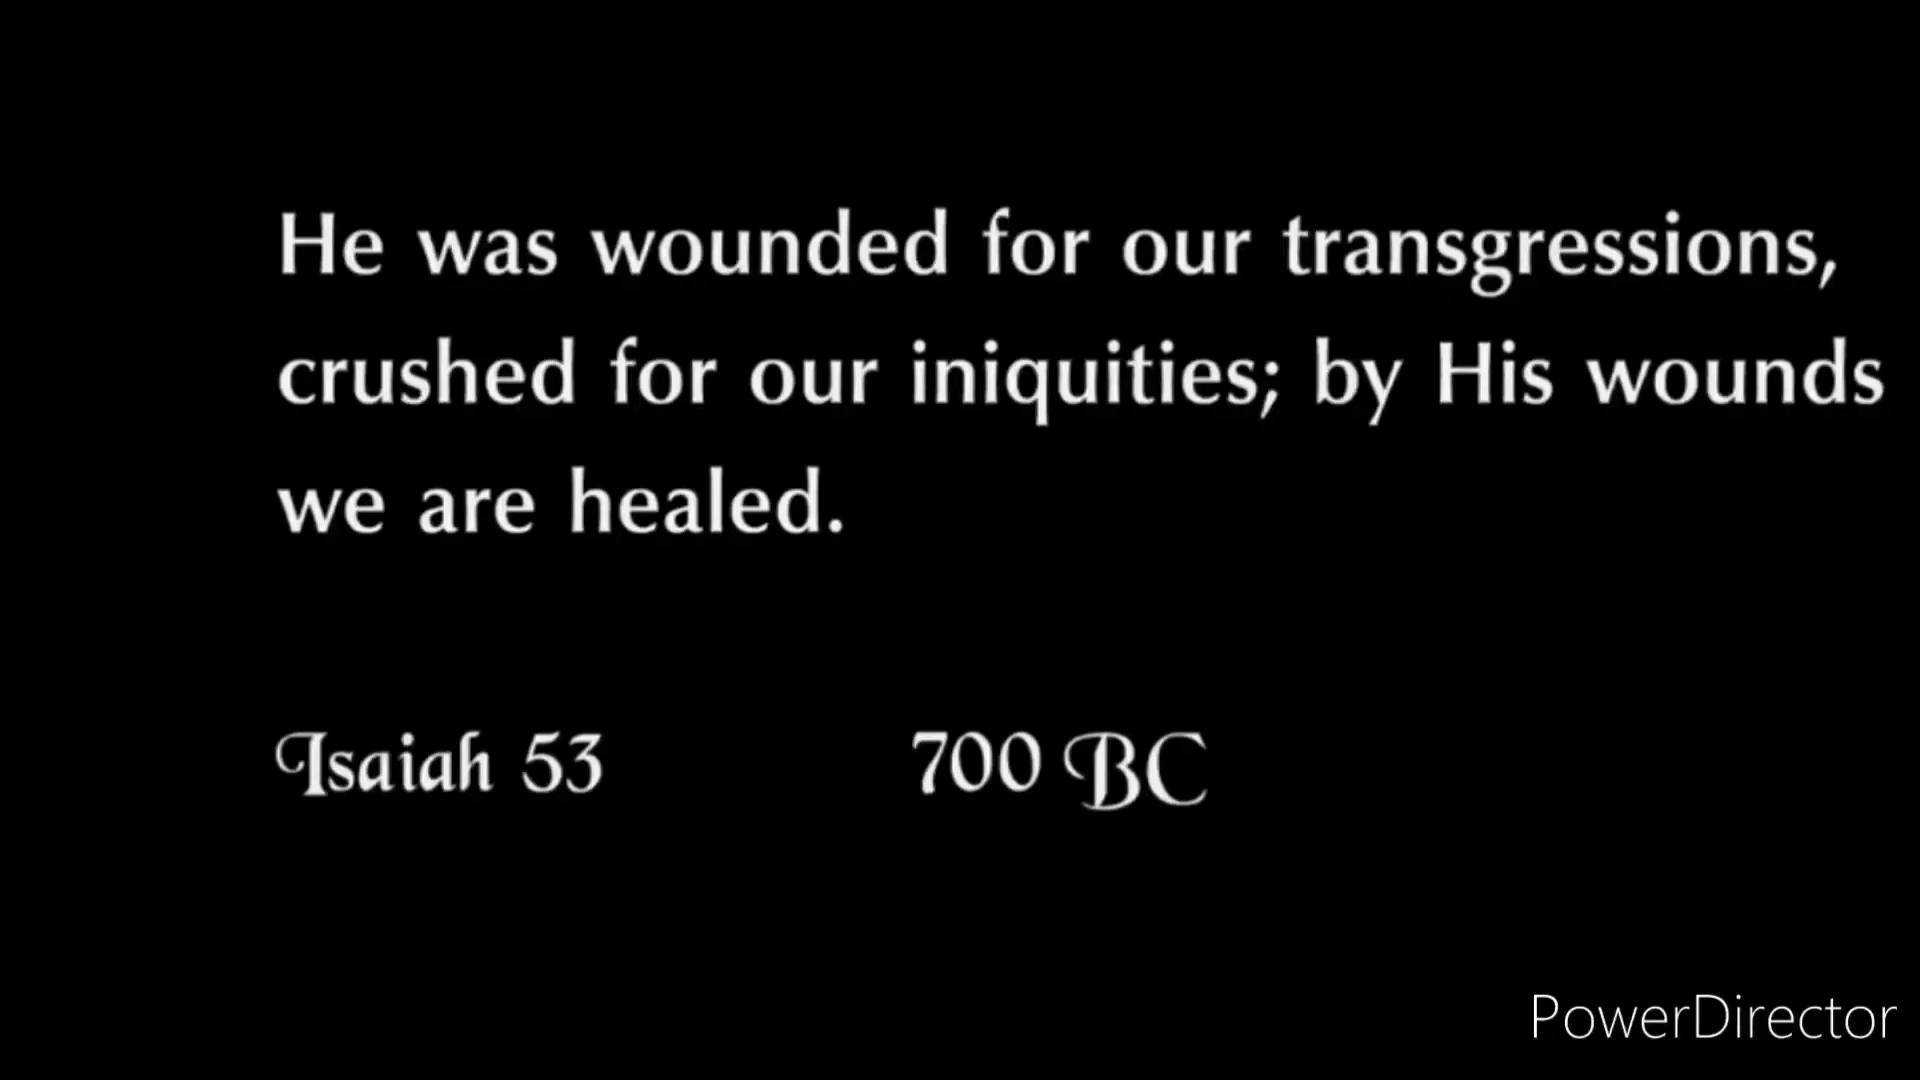 He was wounded for our transgressions,
crushed for our iniquities; by His wounds
we are healed.
Isaiah 53 700 BC
PowerDirector